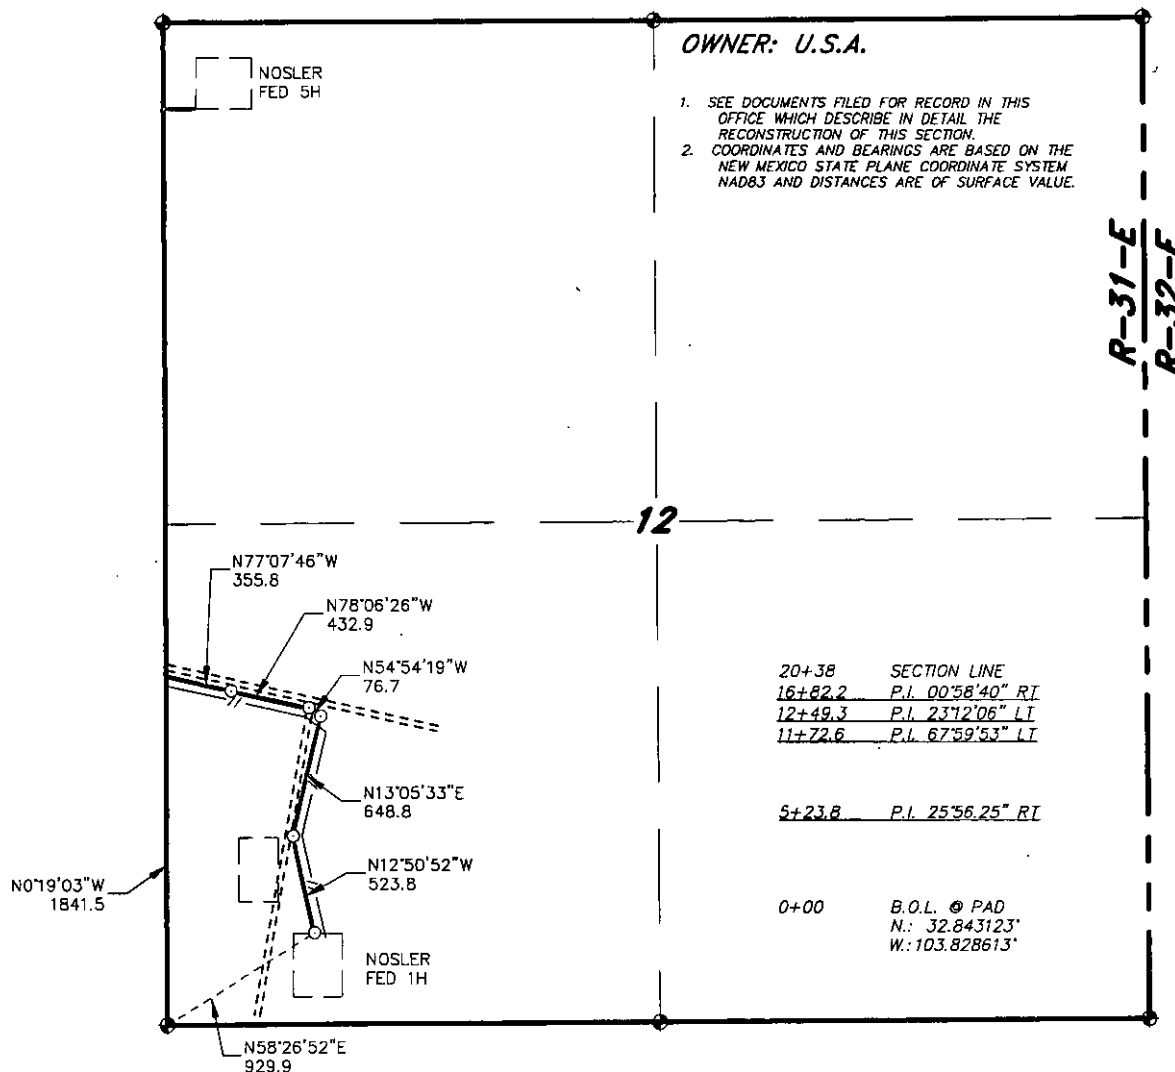 NOSLER
FED 5H
OWNER: U.S.A.
1. SEE DOCUMENTS FILED FOR RECORD IN THIS
OFFICE WHICH DESCRIBE IN DETAIL THE
RECONSTRUCTION OF THIS SECTION.
2. COORDINATES AND BEARINGS ARE BASED ON THE
NEW MEXICO STATE PLANE COORDINATE SYSTEM
NAD83 AND DISTANCES ARE OF SURFACE VALUE.
R-31-E
R-32-E
12
N77°07'46"W
355.8
N78°06'26"W
432.9
N54°54'19"W
76.7
20+38 SECTION LINE
16+82.2 P.I. 00°58'40" RT
12+49.3 P.I. 23°12'06" LT
11+72.6 P.I. 67°59'53" LT
N13°05'33"E
648.8
5+23.8 P.I. 25°56.25" RT
N12°50'52"W
523.8
N0°19'03"W
1841.5
0+00 B.O.L. @ PAD
N.: 32.843123°
W.: 103.828613°
NOSLER
FED 1H
N58°26'52"E
929.9